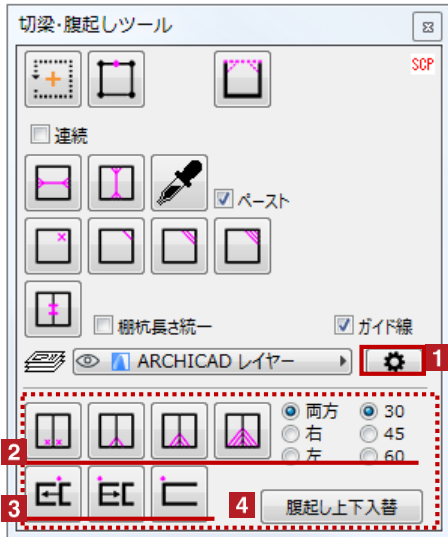 切梁・腹起しツール
SCP
連続
ペースト
棚杭長さ統一
ガイド線
ARCHICAD レイヤー
1
両方
30
右
45
左
60
2
3
4
腹起し上下入替